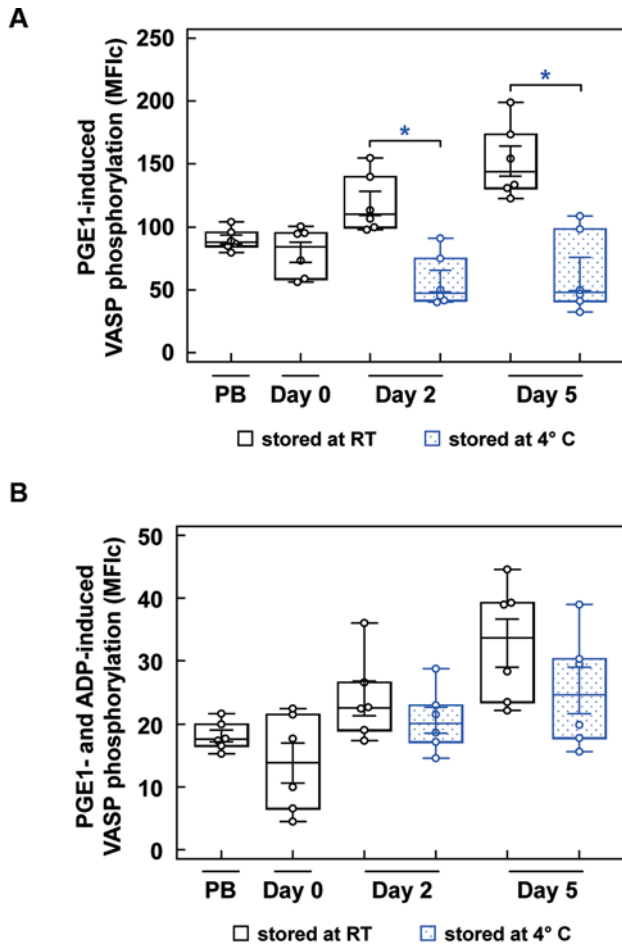 A
PGE1-induced
VASP phosphorylation (MFIc)
250
200
150
100
50
0
*
*
PB
Day 0
Day 2
Day 5
stored at RT
stored at 4° C
B
PGE1- and ADP-induced
VASP phosphorylation (MFIc)
50
40
30
20
10
0
PB
Day 0
Day 2
Day 5
stored at RT
stored at 4° C